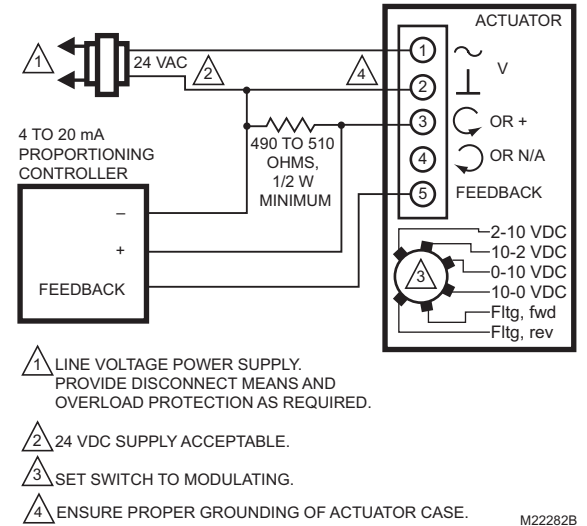 ACTUATOR
1
24 VAC
2
4
1
V
2
3
OR +
4 TO 20 mA
PROPORTIONING
CONTROLLER
490 TO 510
OHMS,
1/2 W
MINIMUM
4
OR N/A
5
FEEDBACK
–
+
FEEDBACK
2-10 VDC
10-2 VDC
0-10 VDC
10-0 VDC
Fltg, fwd
Fltg, rev
3
1 LINE VOLTAGE POWER SUPPLY.
PROVIDE DISCONNECT MEANS AND
OVERLOAD PROTECTION AS REQUIRED.
2 24 VDC SUPPLY ACCEPTABLE.
3 SET SWITCH TO MODULATING.
4 ENSURE PROPER GROUNDING OF ACTUATOR CASE.
M22282B